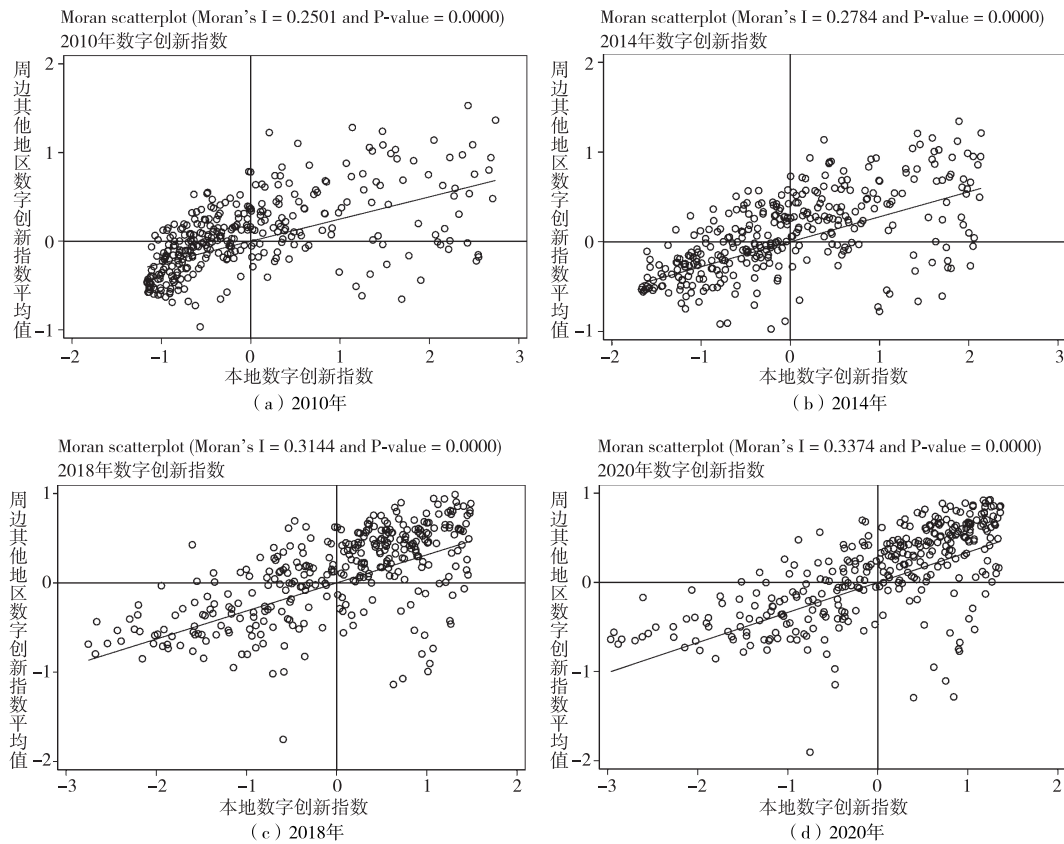 Moran scatterplot (Moran's I = 0.2501 and P-value = 0.0000)
2010年数字创新指数
周边其他地区数字创新指数平均值
2
1
0
−1
−2
−1
0
1
2
3
本地数字创新指数
（a）2010年
Moran scatterplot (Moran's I = 0.2784 and P-value = 0.0000)
2014年数字创新指数
周边其他地区数字创新指数平均值
2
1
0
−1
−2
−1
0
1
2
3
本地数字创新指数
（b）2014年
Moran scatterplot (Moran's I = 0.3144 and P-value = 0.0000)
2018年数字创新指数
周边其他地区数字创新指数平均值
1
0
−1
−2
−3
−2
−1
0
1
2
本地数字创新指数
（c）2018年
Moran scatterplot (Moran's I = 0.3374 and P-value = 0.0000)
2020年数字创新指数
周边其他地区数字创新指数平均值
1
0
−1
−2
−3
−2
−1
0
1
2
本地数字创新指数
（d）2020年